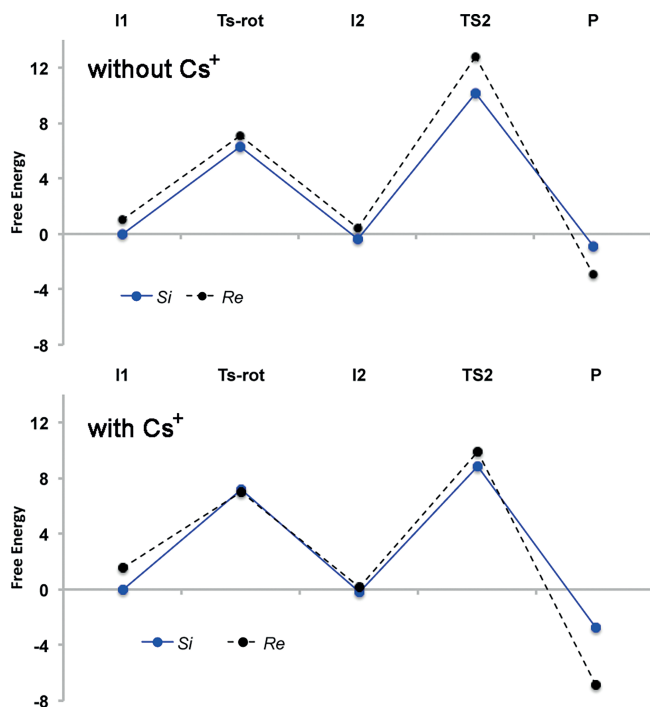 I1 Ts-rot I2 TS2 P
12
without Cs⁺
8
4
0
-4
-8
Free Energy
Si Re
I1 Ts-rot I2 TS2 P
12
with Cs⁺
8
4
0
-4
-8
Free Energy
Si Re